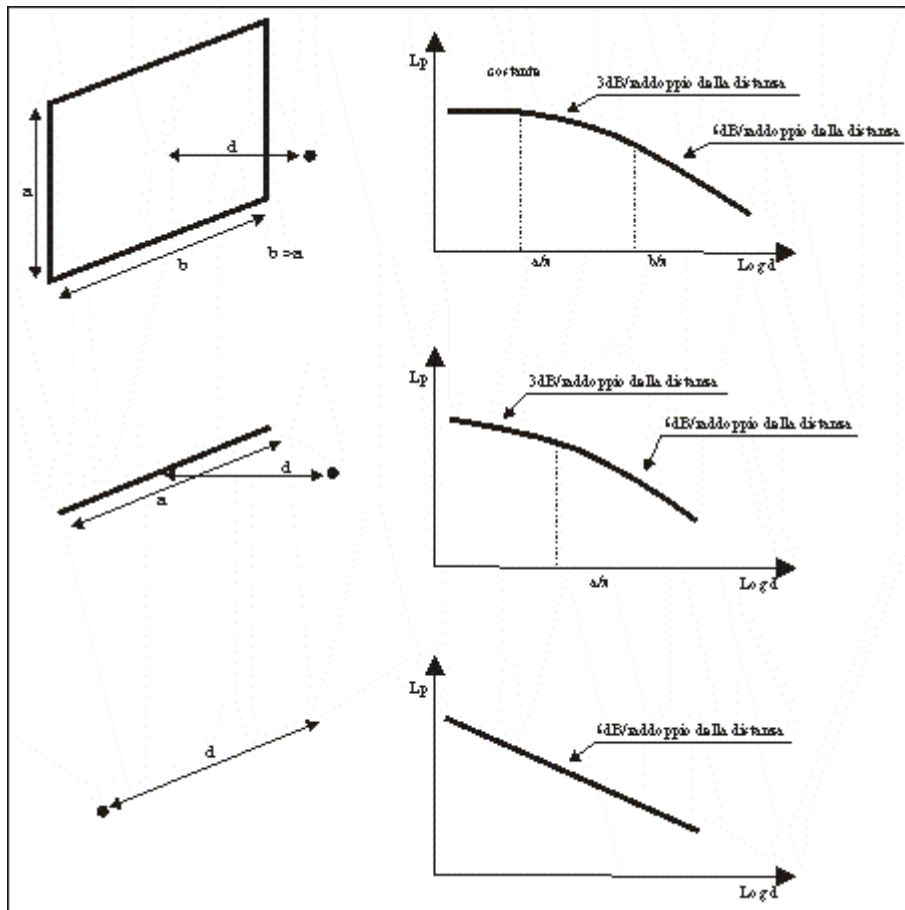 a
d
b
b >a
Lp
costante
3dB/raddoppio della distanza
6dB/raddoppio della distanza
a/π
b/π
Log d
d
a
Lp
3dB/raddoppio della distanza
6dB/raddoppio della distanza
a/π
Log d
d
Lp
6dB/raddoppio della distanza
Log d